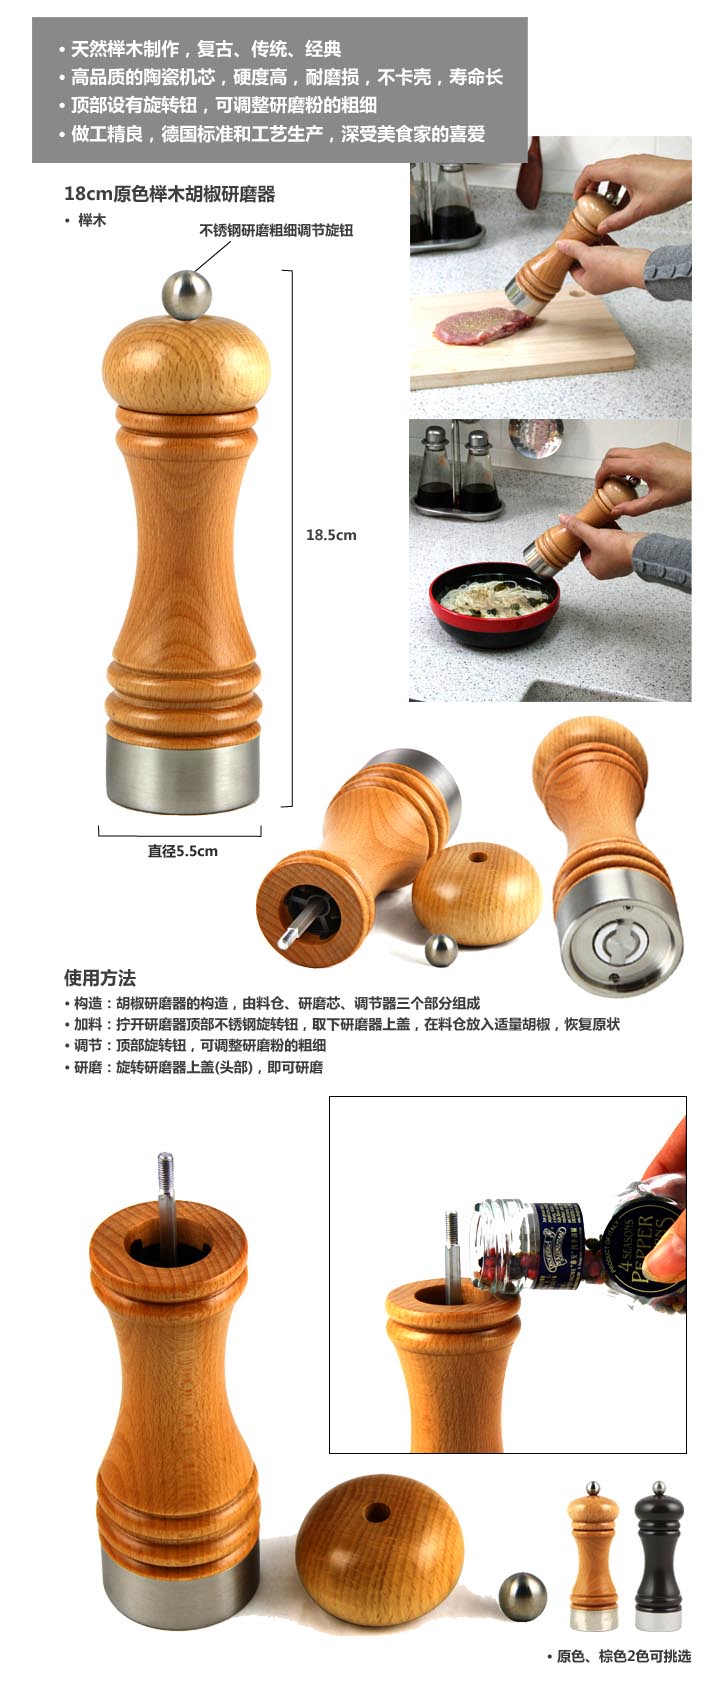 • 天然榉木制作，复古、传统、经典
• 高品质的陶瓷机芯，硬度高，耐磨损，不卡壳，寿命长
• 顶部设有旋转钮，可调整研磨粉的粗细
• 做工精良，德国标准和工艺生产，深受美食家的喜爱
18cm原色榉木胡椒研磨器
• 榉木
不锈钢研磨粗细调节旋钮
18.5cm
直径5.5cm
使用方法
• 构造：胡椒研磨器的构造，由料仓、研磨芯、调节器三个部分组成
• 加料：拧开研磨器顶部不锈钢旋转钮，取下研磨器上盖，在料仓放入适量胡椒，恢复原状
• 调节：顶部旋转钮，可调整研磨粉的粗细
• 研磨：旋转研磨器上盖(头部)，即可研磨
PRODUCT OF
4 SEASONS
PEPPER
• 原色、棕色2色可挑选